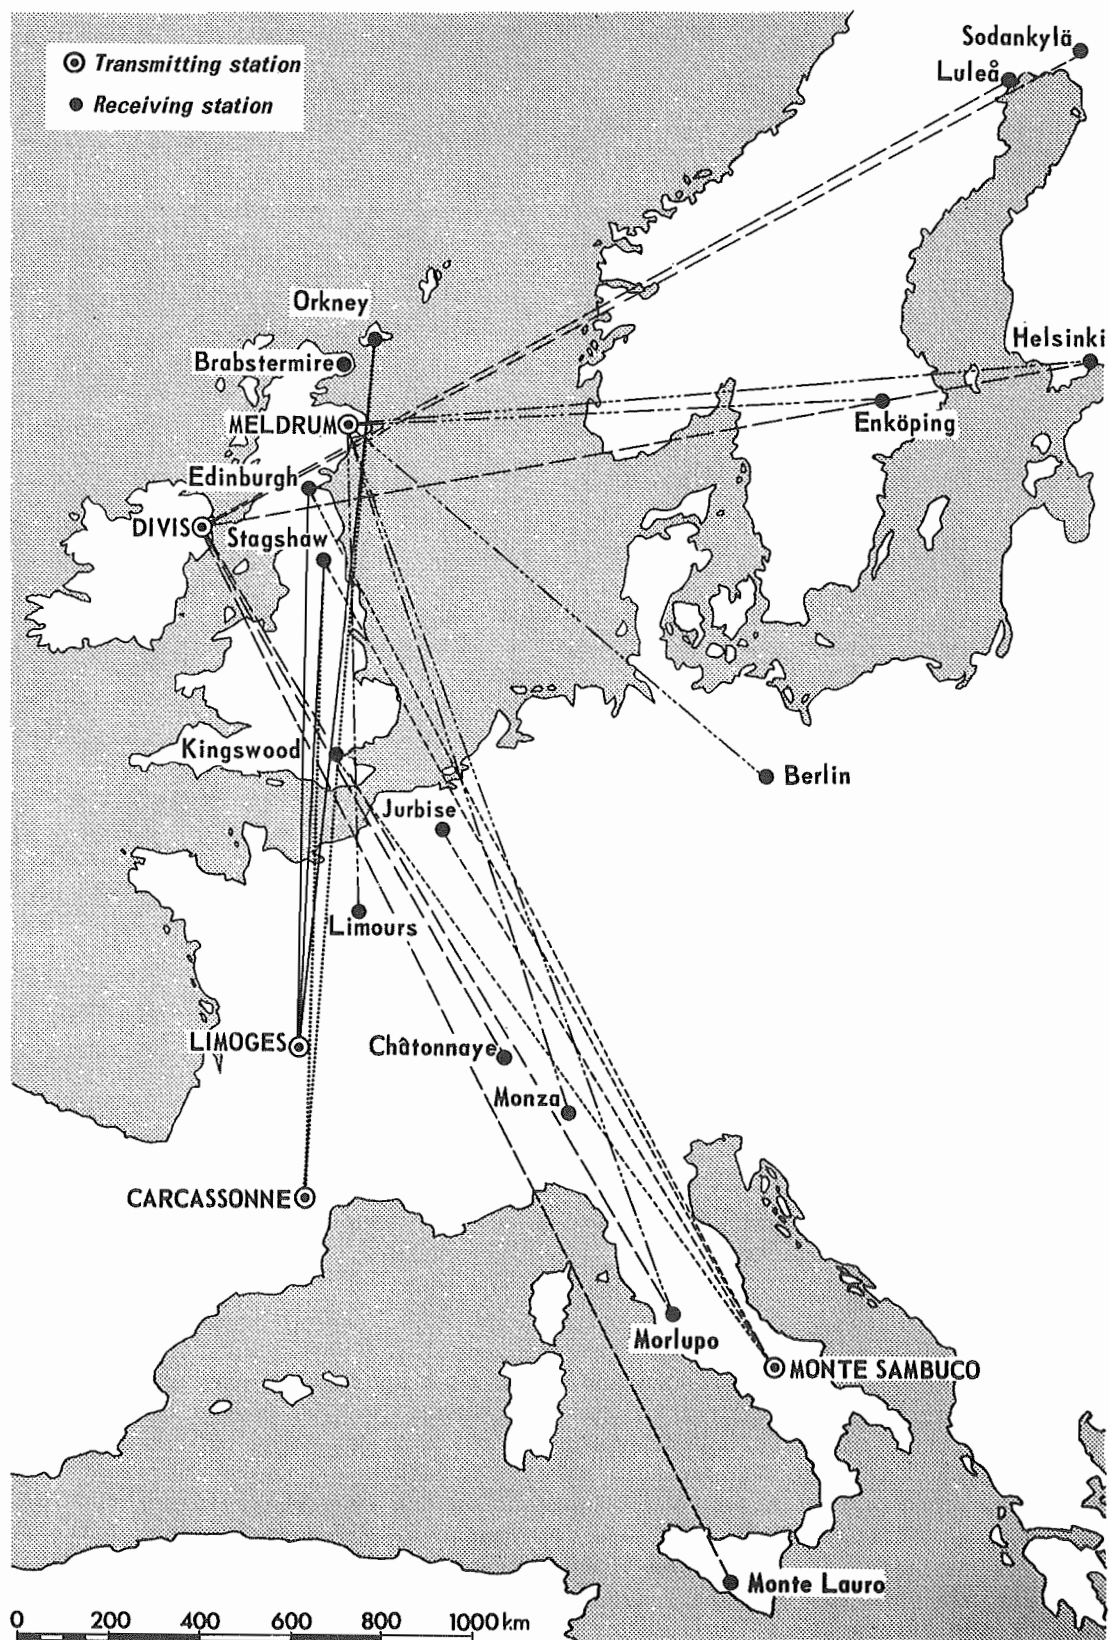 Sodankylä
Transmitting station
Luleå
Receiving station
Orkney
Helsinki
Brabstermire
MELDRUM
Enköping
Edinburgh
DIVIS
Stagshaw
Kingswood
Berlin
Jurbise
Limours
LIMOGES
Châtonnaye
Monza
CARCASSONNE
Morlupo
MONTE SAMBUCO
Monte Lauro
0 200 400 600 800 1000 km